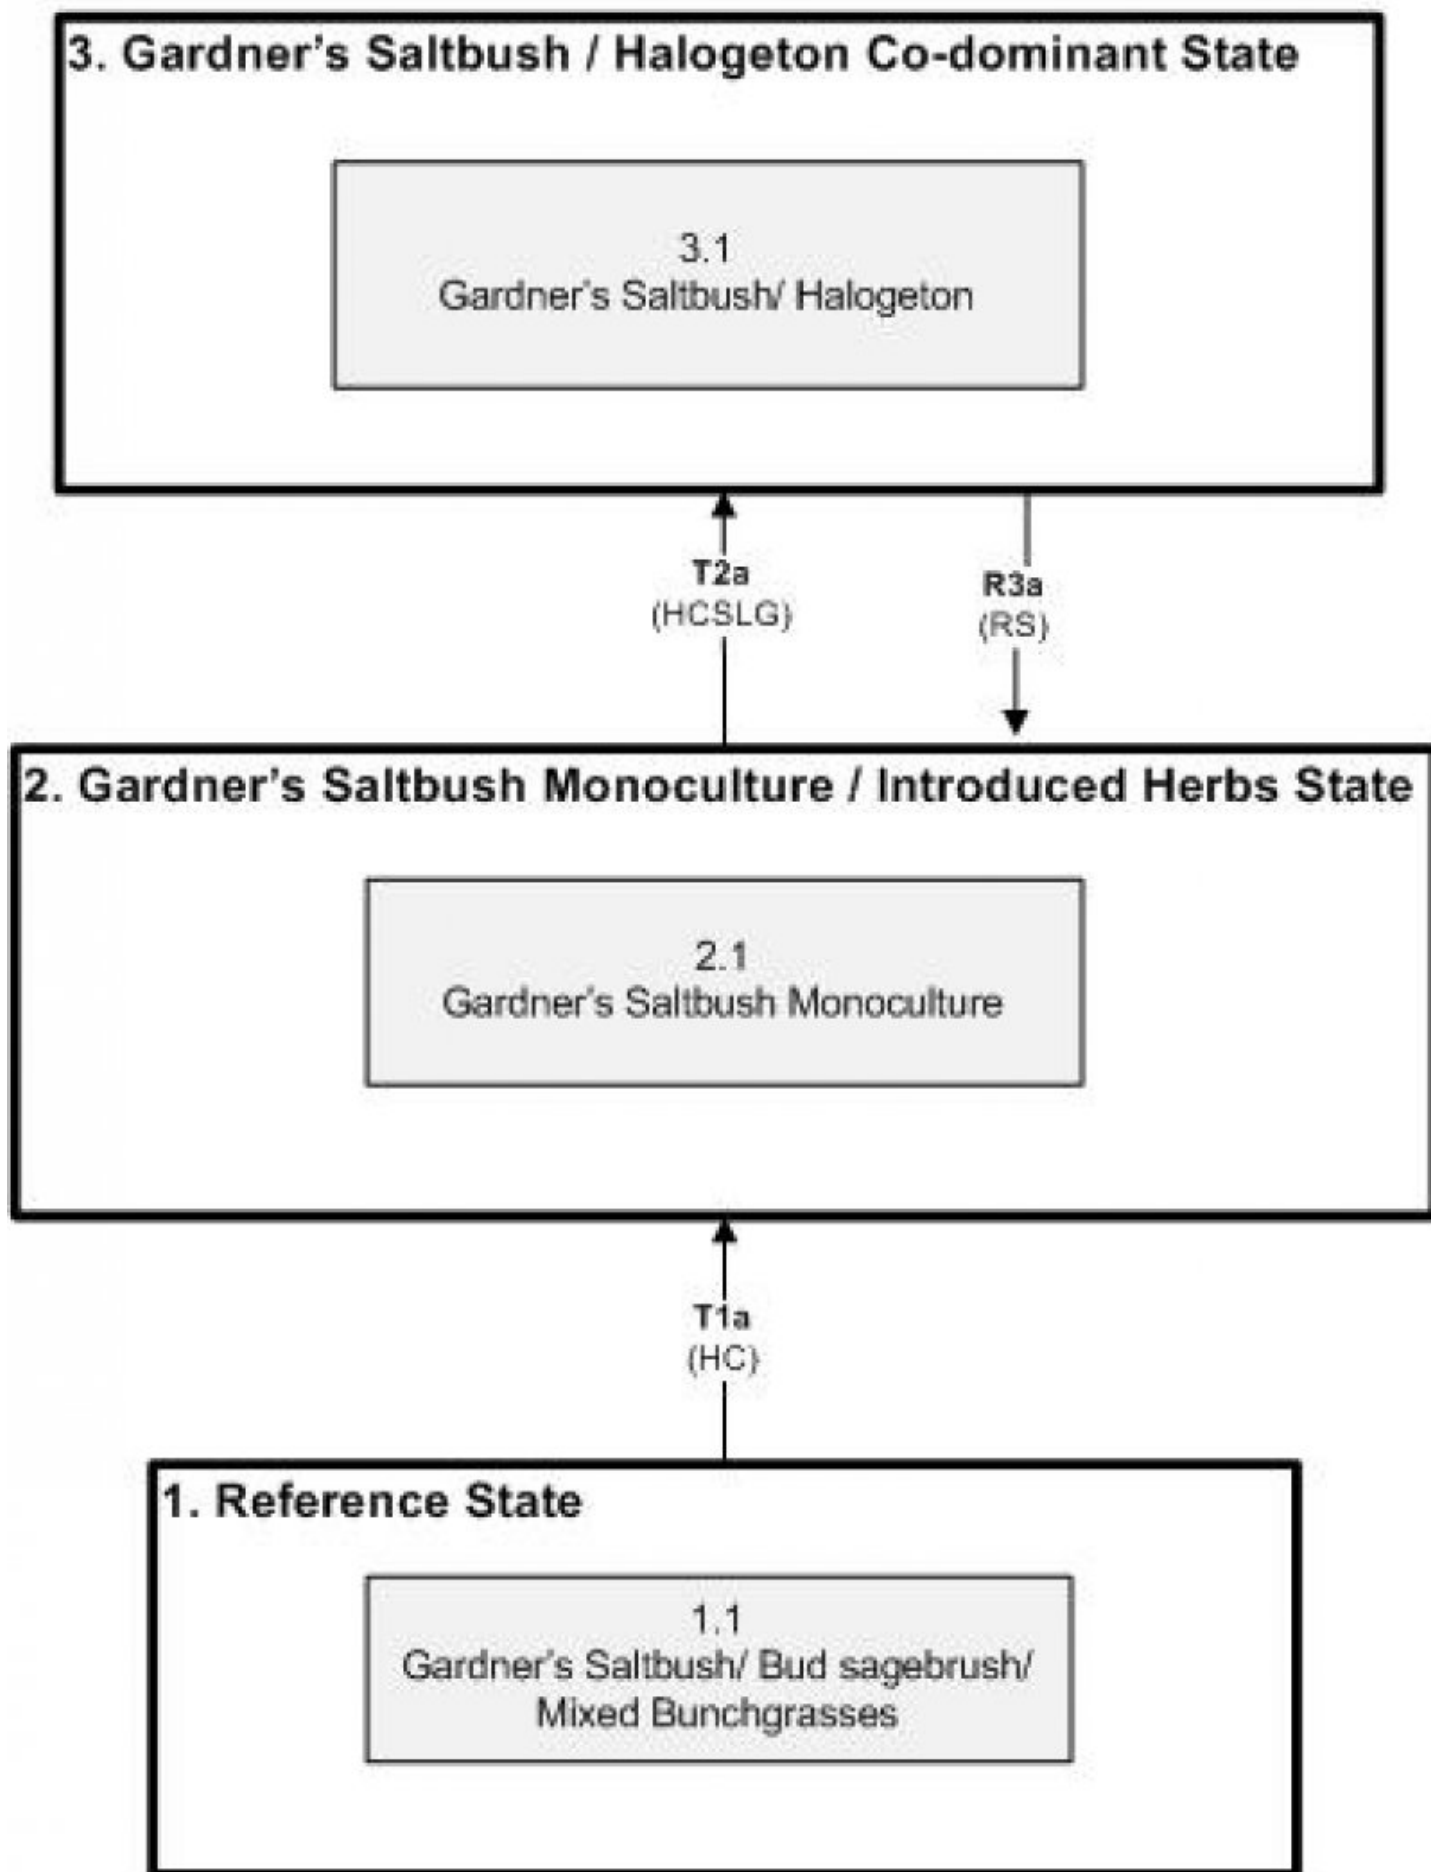 3. Gardner's Saltbush / Halogeton Co-dominant State
3.1
Gardner's Saltbush/ Halogeton
T2a
(HCSLG)
R3a
(RS)
2. Gardner's Saltbush Monoculture / Introduced Herbs State
2.1
Gardner's Saltbush Monoculture
T1a
(HC)
1. Reference State
1.1
Gardner's Saltbush/ Bud sagebrush/
Mixed Bunchgrasses